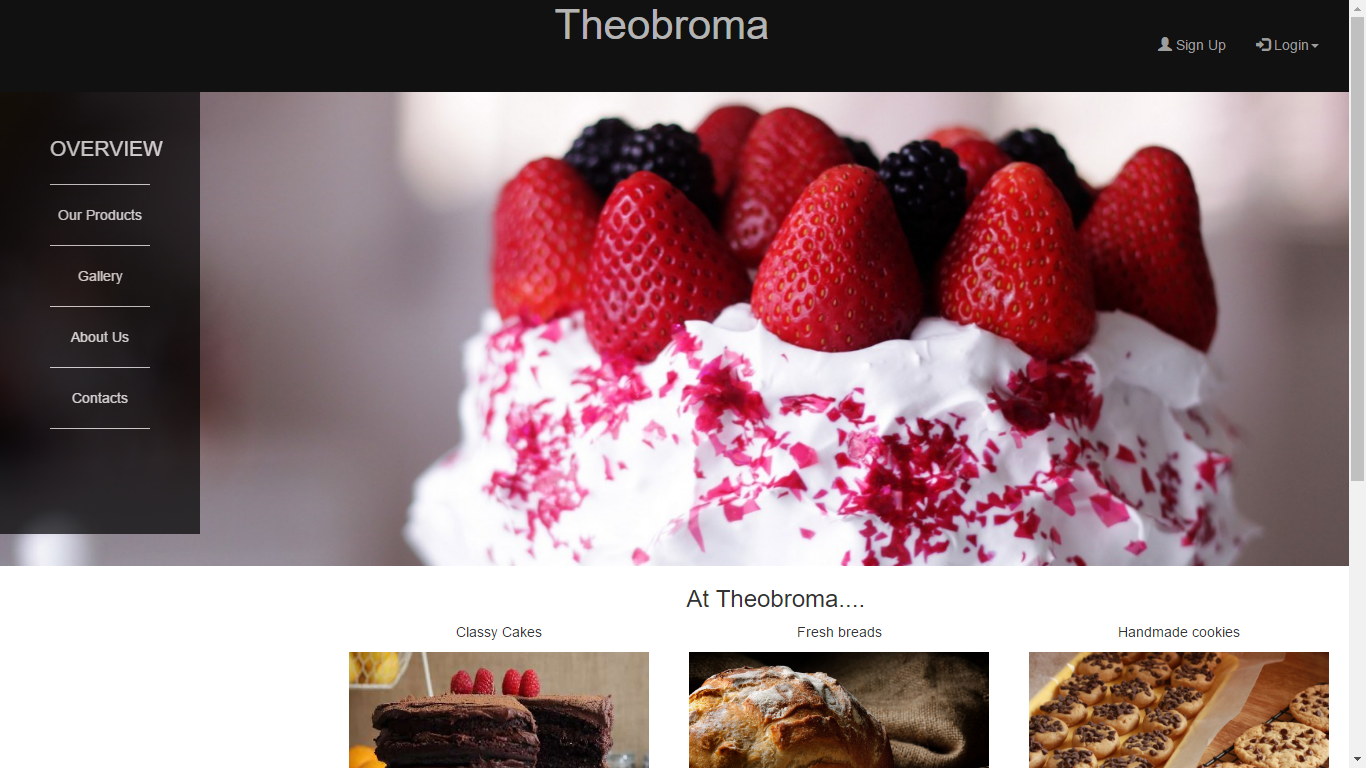 Theobroma
Sign Up
Login
OVERVIEW
Our Products
Gallery
About Us
Contacts
At Theobroma....
Classy Cakes
Fresh breads
Handmade cookies